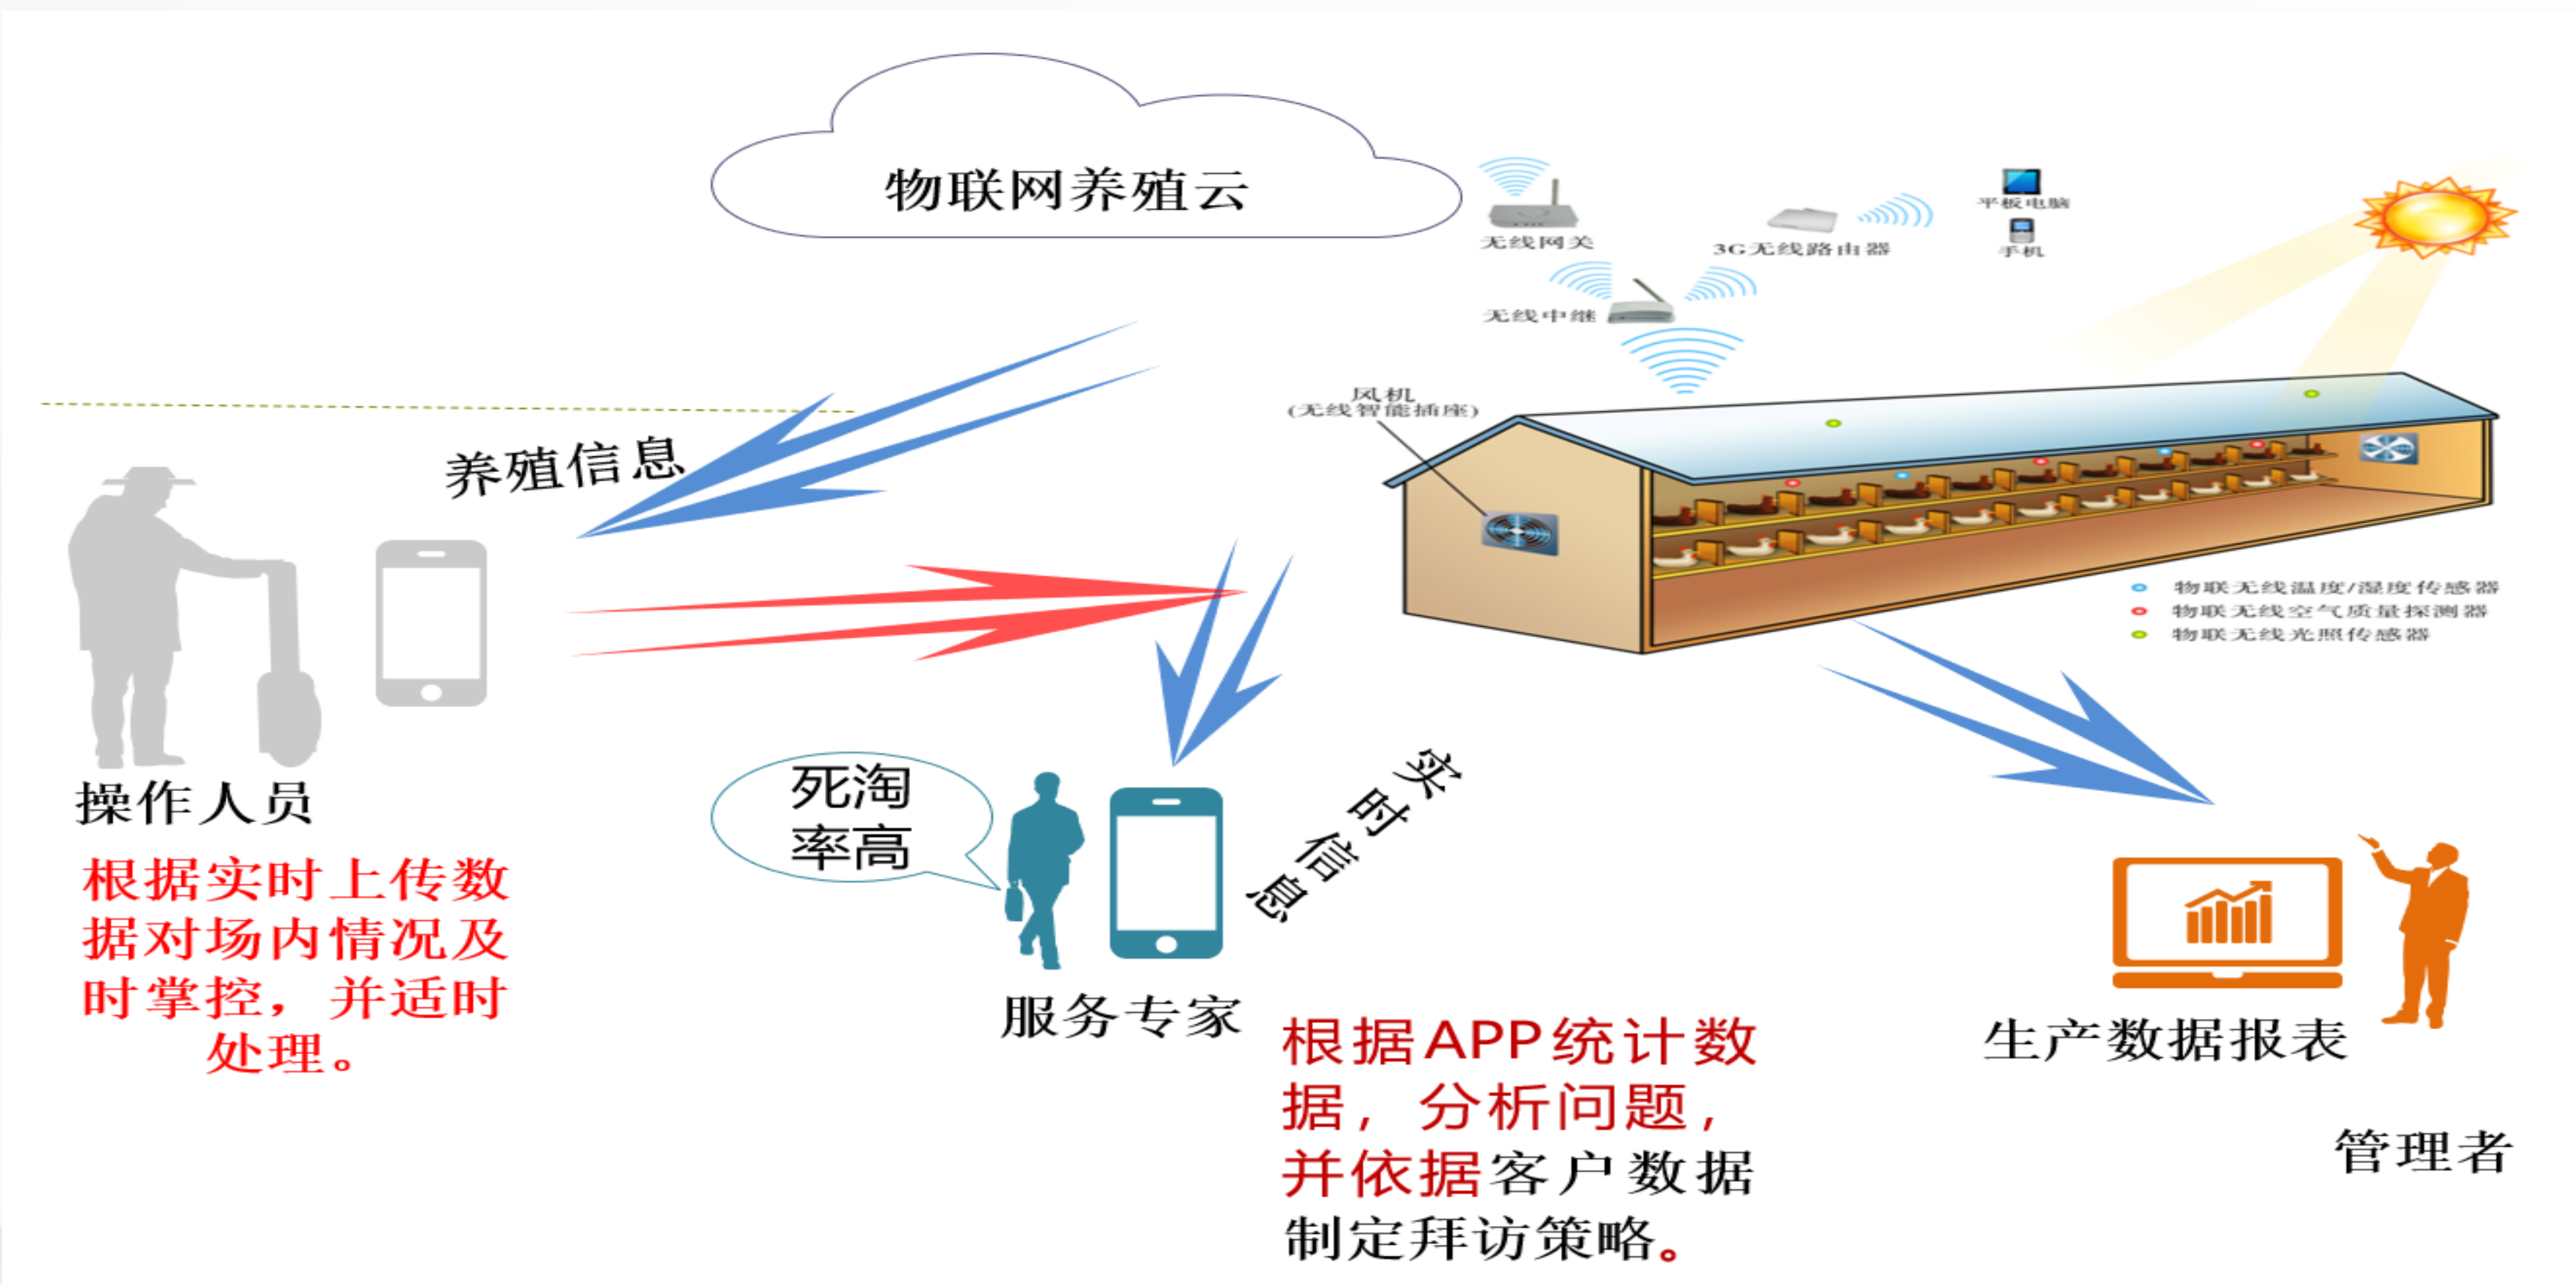 物联网养殖云
无线网关
3G无线路由器
平板电脑
手机
无线中继
风机
(无线智能插座)
养殖信息
物联无线温度/湿度传感器
物联无线空气质量探测器
物联无线光照传感器
操作人员
根据实时上传数
据对场内情况及
时掌控，并适时
处理。
死淘
率高
服务专家
实时信息
根据APP统计数
据，分析问题，
并依据客户数据
制定拜访策略。
生产数据报表
管理者